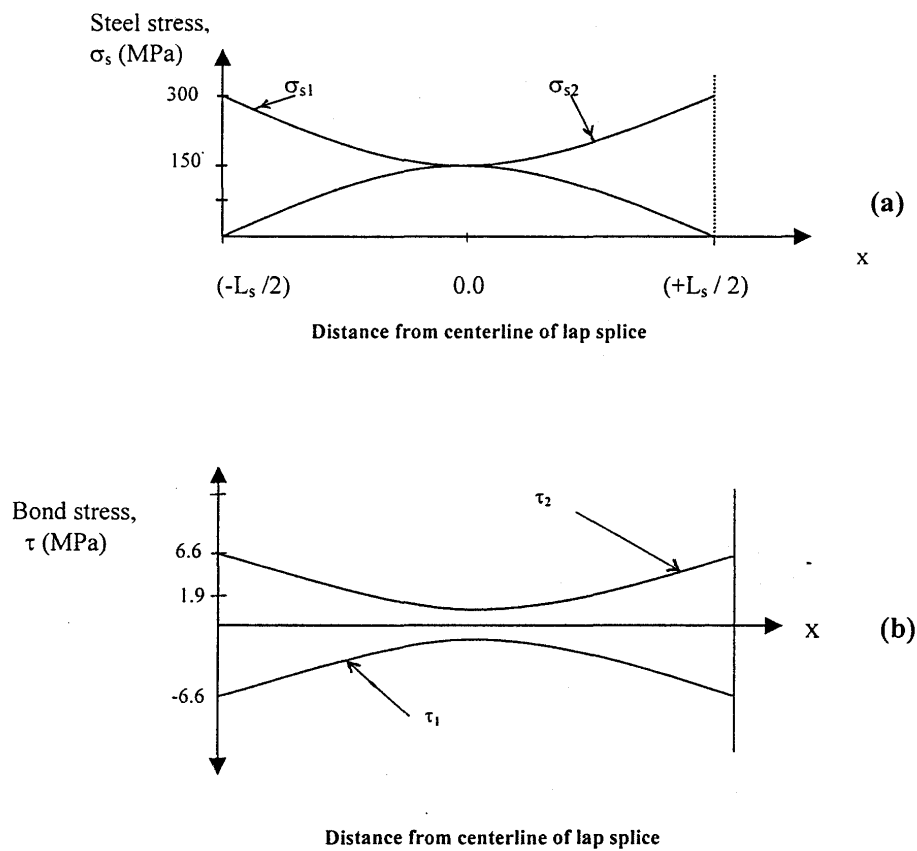 Steel stress,
σs (MPa)
300
σs1
σs2
150
(a)
x
(-Ls /2)
0.0
(+Ls / 2)
Distance from centerline of lap splice
Bond stress,
τ (MPa)
τ2
6.6
1.9
X
(b)
-6.6
τ1
Distance from centerline of lap splice